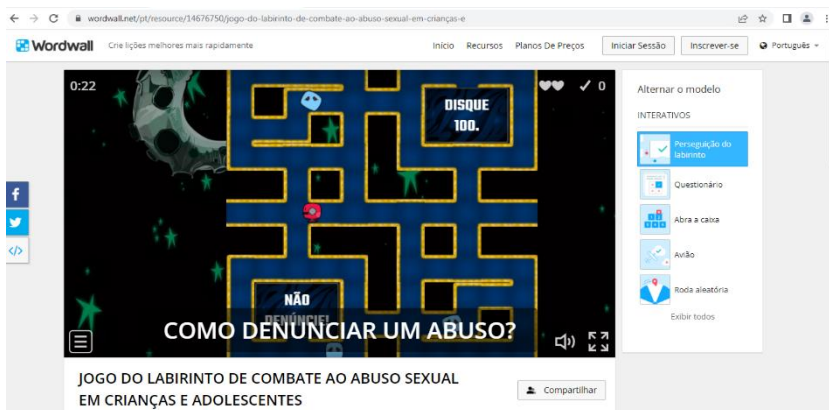 wordwall.net/pt/resource/14676750/jogo-do-labirinto-de-combate-ao-abuso-sexual-em-crianças-e
Wordwall
Crie lições melhores mais rapidamente
Início Recursos Planos De Preços
Iniciar Sessão
Inscrever-se
Português
0:22
0
DISQUE
100.
NÃO
DENÚNCIE!
COMO DENUNCIAR UM ABUSO?
Alternar o modelo
INTERATIVOS
Perseguição do
labirinto
Questionário
Abra a caixa
Avião
Roda aleatória
Exibir todos
f
</>
JOGO DO LABIRINTO DE COMBATE AO ABUSO SEXUAL
EM CRIANÇAS E ADOLESCENTES
Compartilhar